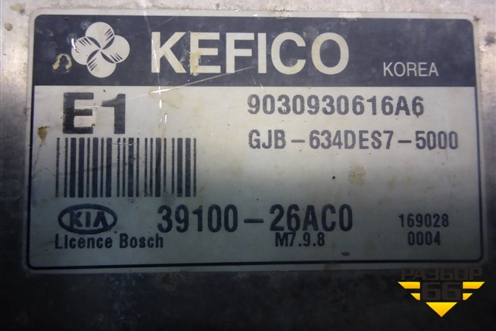 KEFICO KOREA
E1 9030930616A6
GJB-634DES7-5000
KIA 39100-26AC0 169028
Licence Bosch M7.9.8 0004
РАЗБОР
66